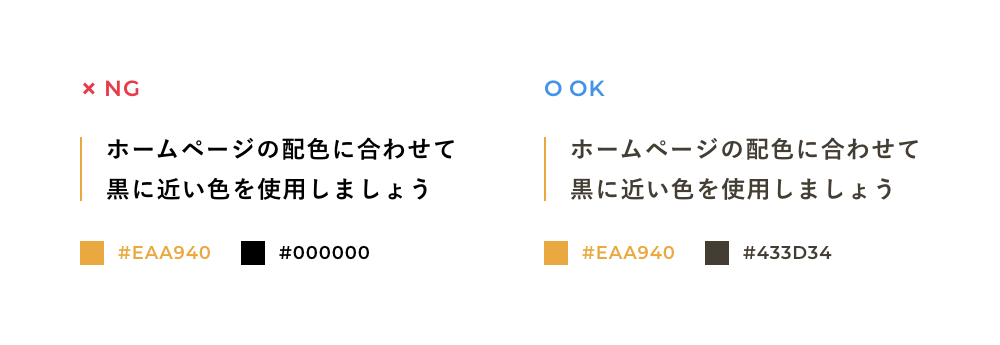 × NG
ホームページの配色に合わせて
黒に近い色を使用しましょう
#EAA940 #000000
O OK
ホームページの配色に合わせて
黒に近い色を使用しましょう
#EAA940 #433D34